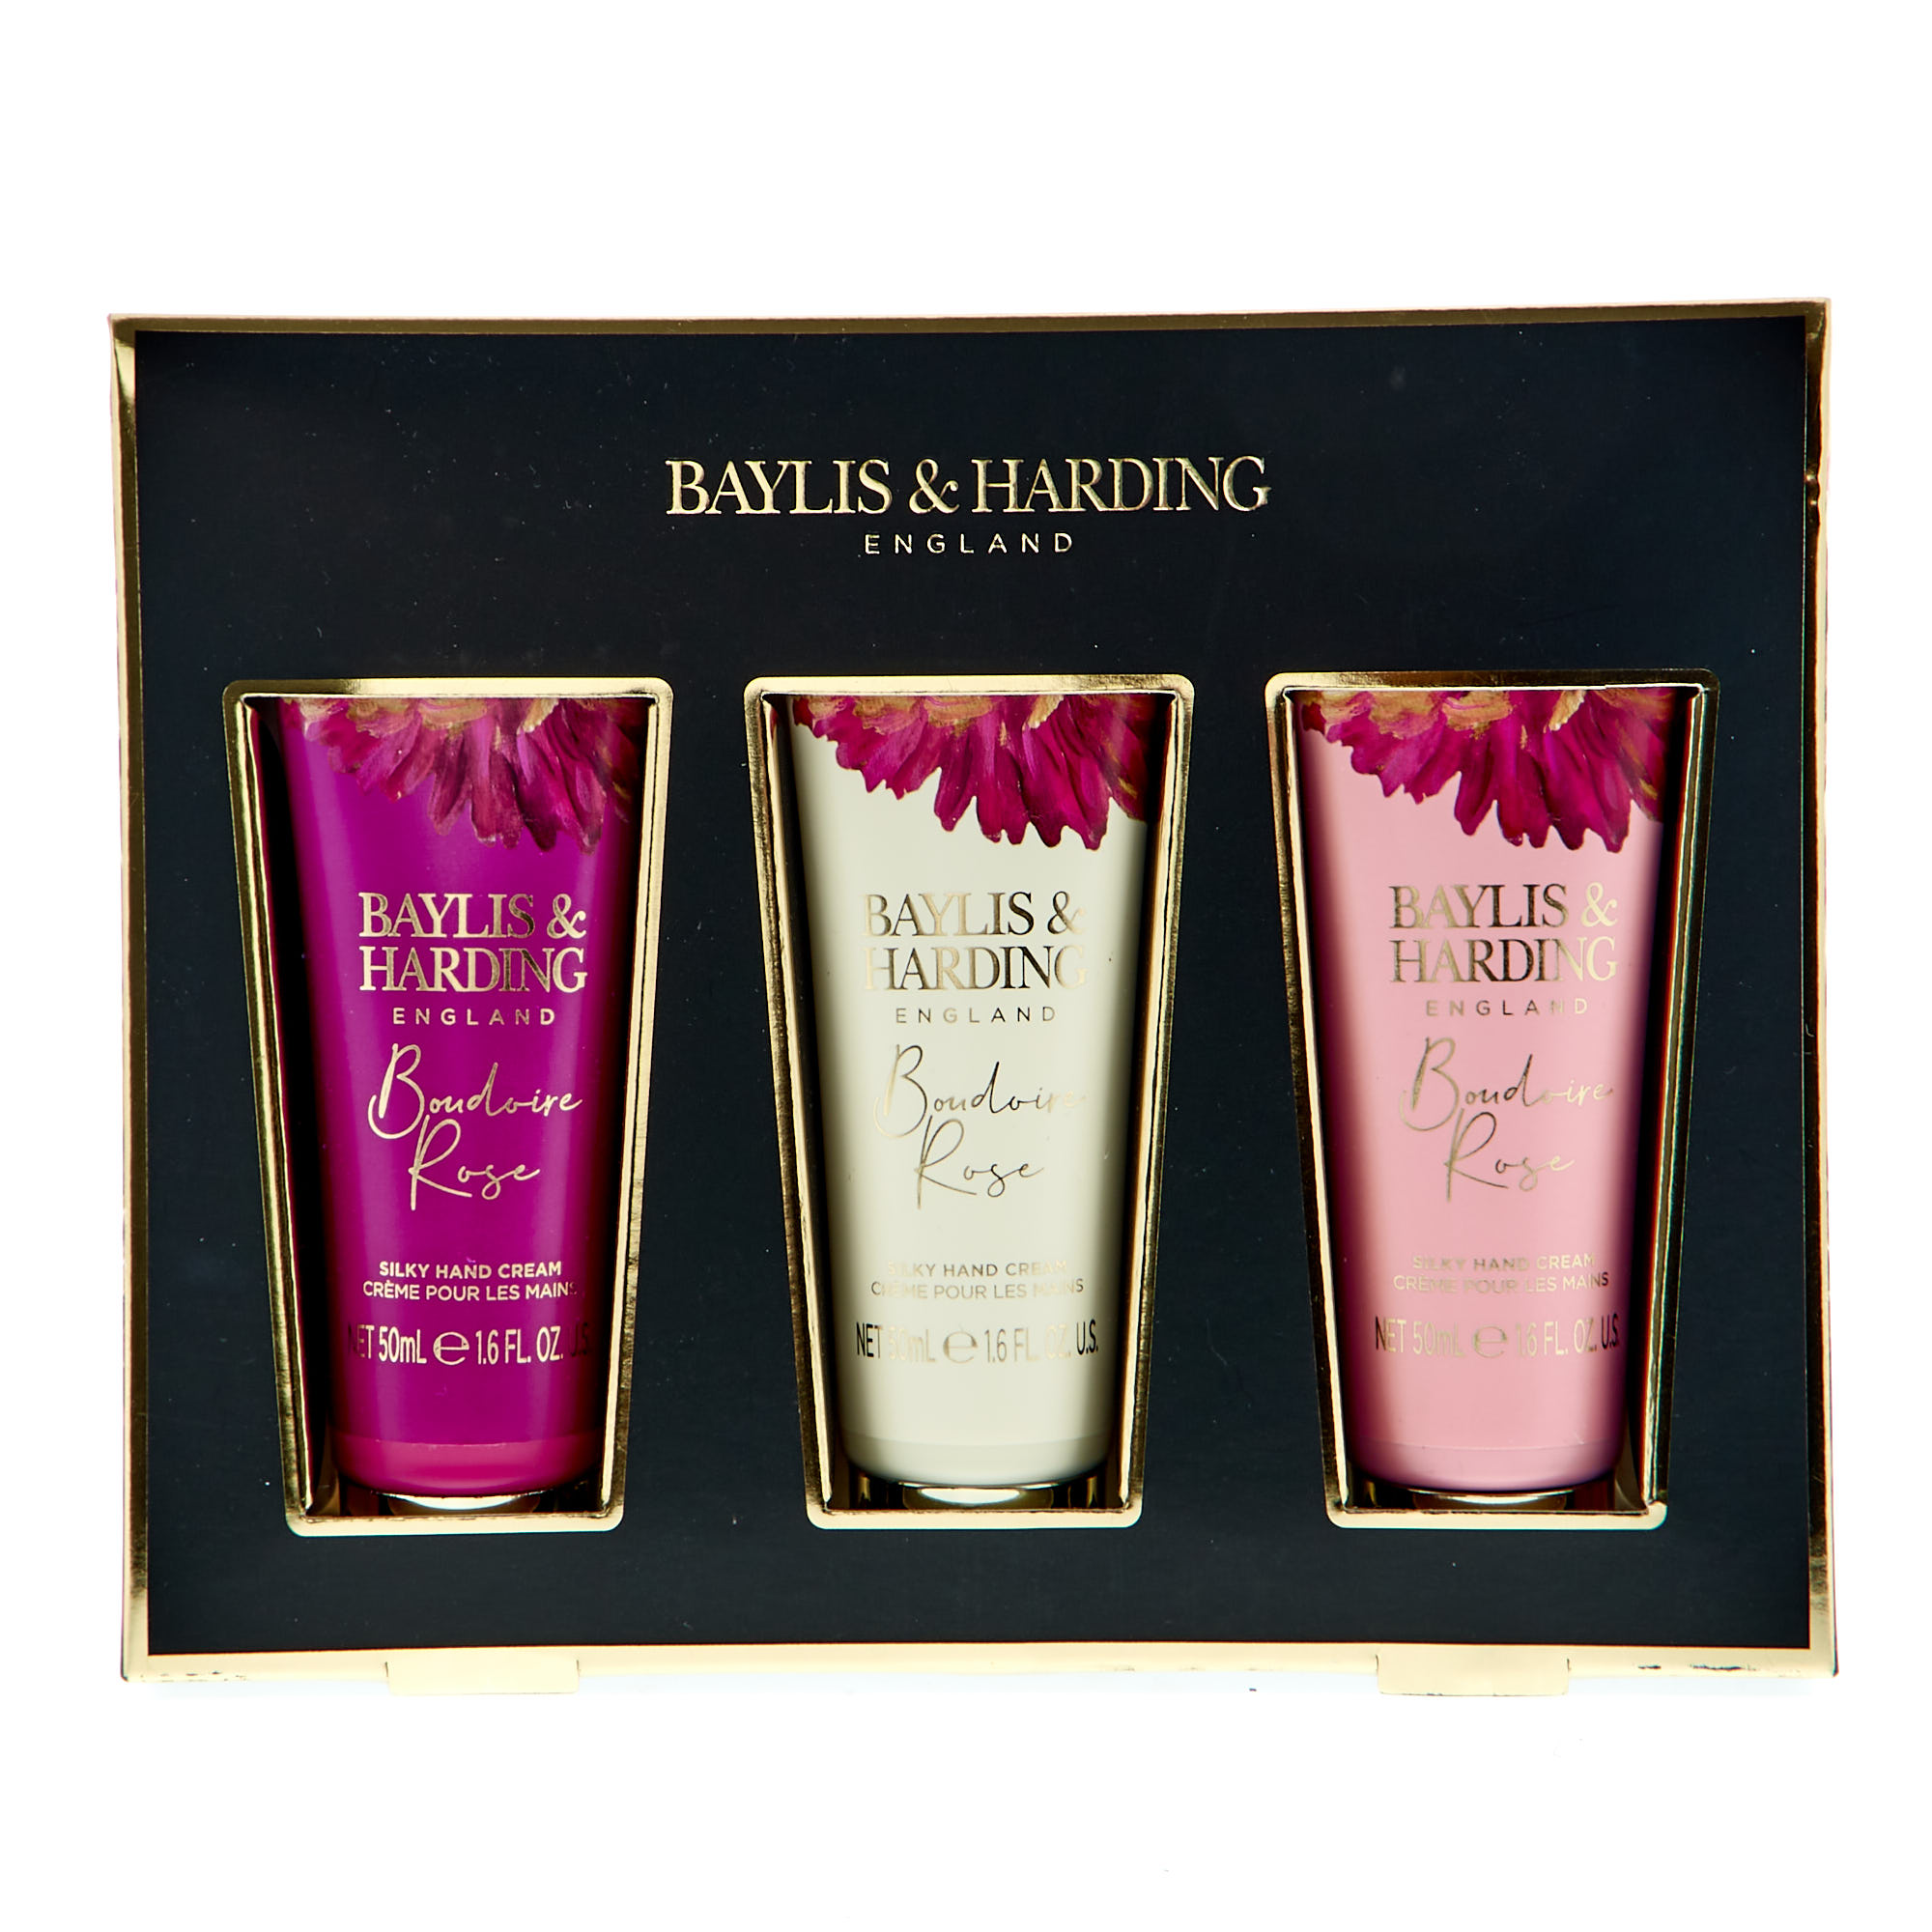 BAYLIS & HARDING
ENGLAND
BAYLIS &
HARDING
ENGLAND
Boudoire
Rose
SILKY HAND CREAM
CRÈME POUR LES MAINS
NET 50mL ℮ 1.6 FL. OZ. U.S.
BAYLIS &
HARDING
ENGLAND
Boudoire
Rose
SILKY HAND CREAM
CRÈME POUR LES MAINS
NET 50mL ℮ 1.6 FL. OZ. U.S.
BAYLIS &
HARDING
ENGLAND
Boudoire
Rose
SILKY HAND CREAM
CRÈME POUR LES MAINS
NET 50mL ℮ 1.6 FL. OZ. U.S.